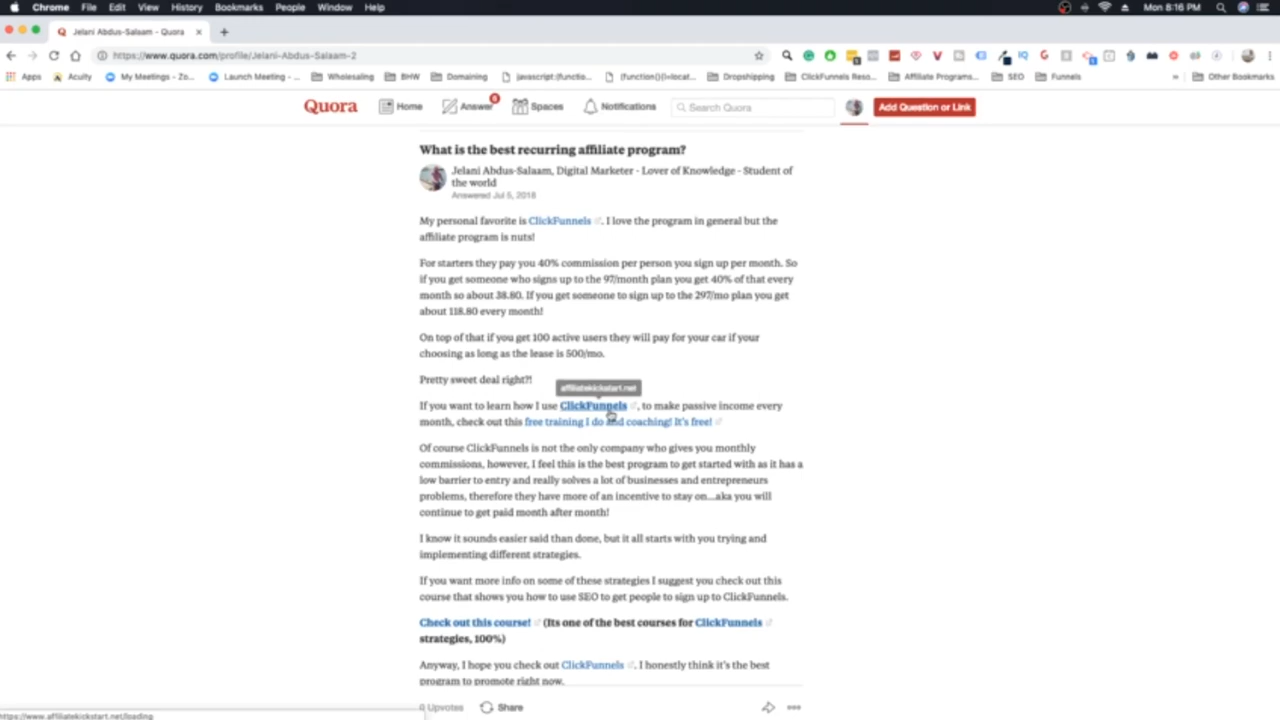 Chrome File Edit View History Bookmarks People Window Help Mon 8:16 PM
Jelani Abdus-Salaam - Quora
https://www.quora.com/profile/Jelani-Abdus-Salaam-2
Apps Acuity My Meetings - Zo... Launch Meeting - ... Wholesaling BHW Domaining javascript:(functio... (function(){l=locat... Dropshipping ClickFunnels Reso... Affiliate Programs... SEO Funnels » Other Bookmarks
Quora Home Answer 6 Spaces Notifications Search Quora Add Question or Link
What is the best recurring affiliate program?
Jelani Abdus-Salaam, Digital Marketer - Lover of Knowledge - Student of
the world
Answered Jul 5, 2018
My personal favorite is ClickFunnels. I love the program in general but the
affiliate program is nuts!
For starters they pay you 40% commission per person you sign up per month. So
if you get someone who signs up to the 97/month plan you get 40% of that every
month so about 38.80. If you get someone to sign up to the 297/mo plan you get
about 118.80 every month!
On top of that if you get 100 active users they will pay for your car if your
choosing as long as the lease is 500/mo.
Pretty sweet deal right?!
affiliatekickstart.net
If you want to learn how I use ClickFunnels, to make passive income every
month, check out this free training I do and coaching! It's free!
Of course ClickFunnels is not the only company who gives you monthly
commissions, however, I feel this is the best program to get started with as it has a
low barrier to entry and really solves a lot of businesses and entrepreneurs
problems, therefore they have more of an incentive to stay on...aka you will
continue to get paid month after month!
I know it sounds easier said than done, but it all starts with you trying and
implementing different strategies.
If you want more info on some of these strategies I suggest you check out this
course that shows you how to use SEO to get people to sign up to ClickFunnels.
Check out this course! (Its one of the best courses for ClickFunnels
strategies, 100%)
Anyway, I hope you check out ClickFunnels. I honestly think it's the best
program to promote right now.
0 Upvotes Share
https://www.affiliatekickstart.net/loading